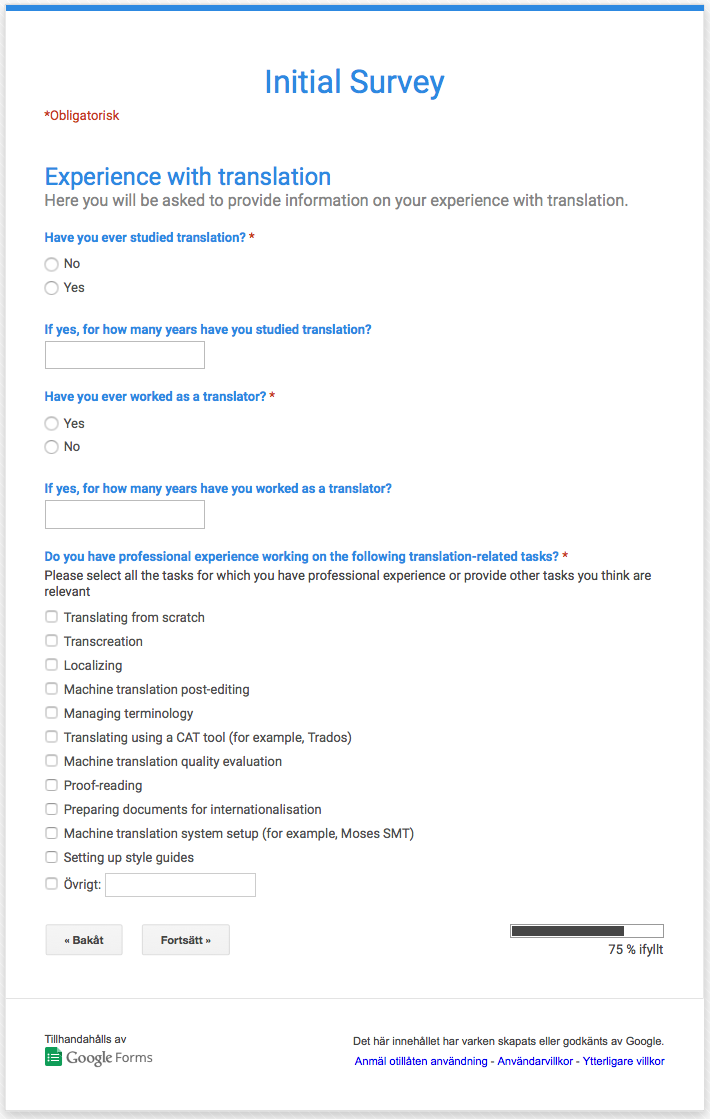 Initial Survey
*Obligatorisk
Experience with translation
Here you will be asked to provide information on your experience with translation.
Have you ever studied translation? *
No
Yes
If yes, for how many years have you studied translation?
Have you ever worked as a translator? *
Yes
No
If yes, for how many years have you worked as a translator?
Do you have professional experience working on the following translation-related tasks? *
Please select all the tasks for which you have professional experience or provide other tasks you think are
relevant
Translating from scratch
Transcreation
Localizing
Machine translation post-editing
Managing terminology
Translating using a CAT tool (for example, Trados)
Machine translation quality evaluation
Proof-reading
Preparing documents for internationalisation
Machine translation system setup (for example, Moses SMT)
Setting up style guides
Övrigt:
« Bakåt
Fortsätt »
75 % ifyllt
Tillhandahålls av
Google Forms
Det här innehållet har varken skapats eller godkänts av Google.
Anmäl otillåten användning - Användarvillkor - Ytterligare villkor